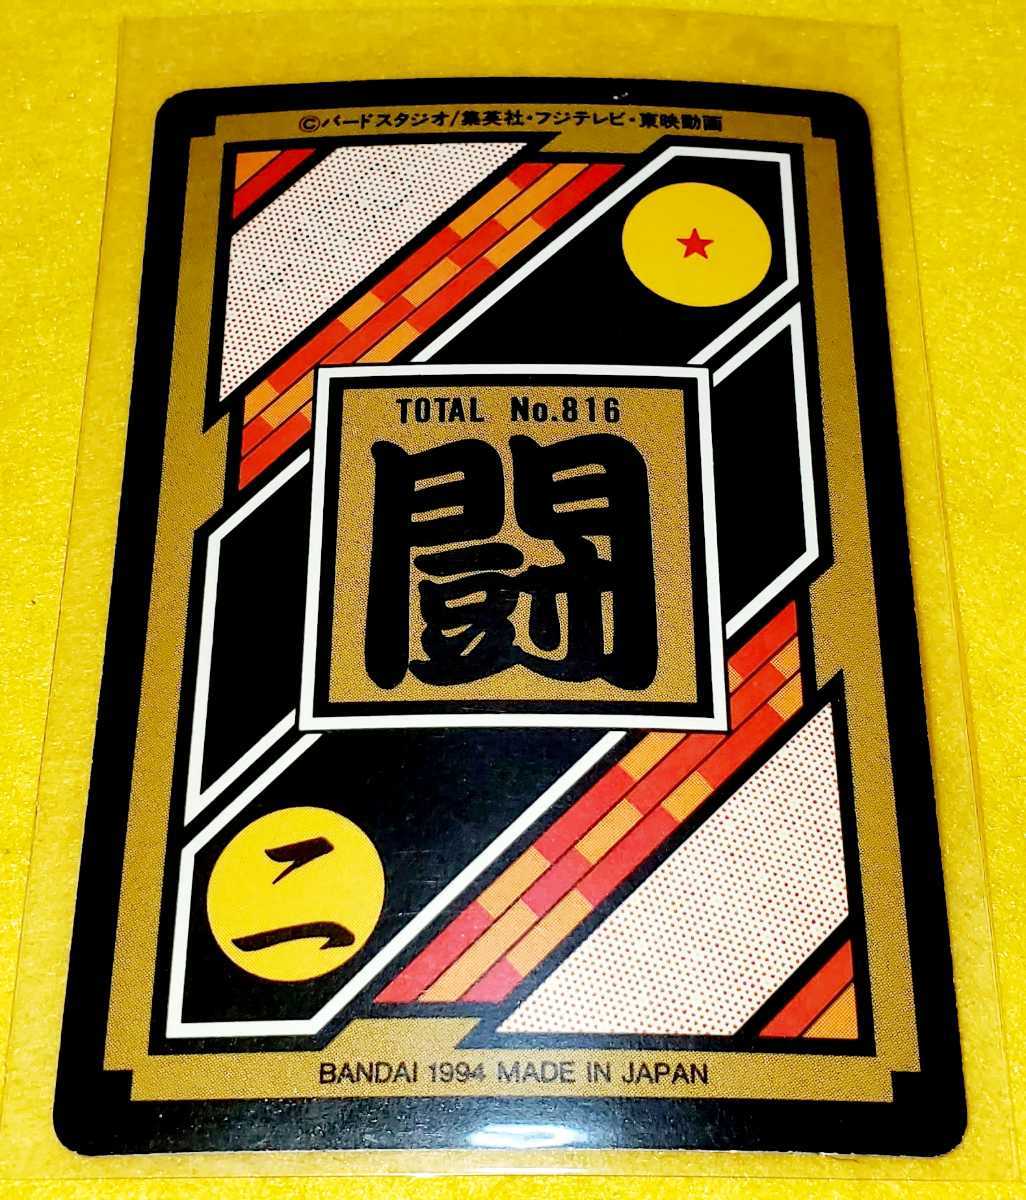 ©バードスタジオ/集英社・フジテレビ・東映動画
TOTAL No.816
闘
二
BANDAI 1994 MADE IN JAPAN